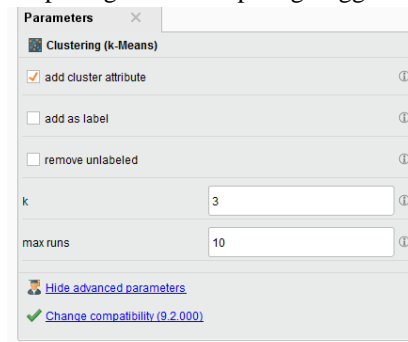 Parameters
Clustering (k-Means)
add cluster attribute
add as label
remove unlabeled
k 3
max runs 10
Hide advanced parameters
Change compatibility (9.2.000)